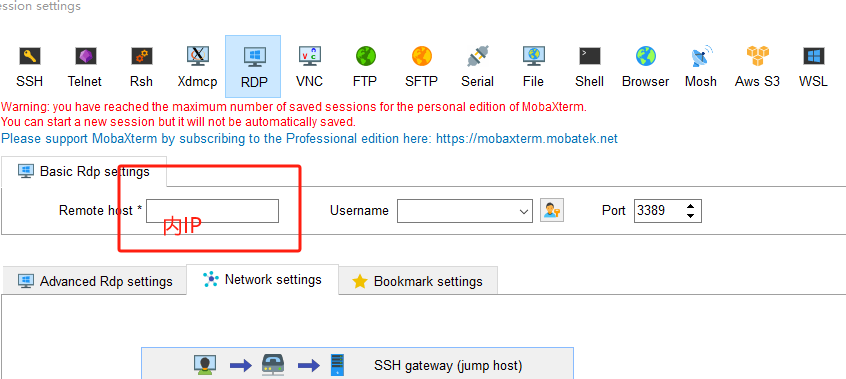 ession settings
SSH Telnet Rsh Xdmcp RDP VNC FTP SFTP Serial File Shell Browser Mosh Aws S3 WSL
Warning: you have reached the maximum number of saved sessions for the personal edition of MobaXterm.
You can start a new session but it will not be automatically saved.
Please support MobaXterm by subscribing to the Professional edition here: https://mobaxterm.mobatek.net
Basic Rdp settings
Remote host * 内IP Username Port 3389
Advanced Rdp settings Network settings Bookmark settings
SSH gateway (jump host)